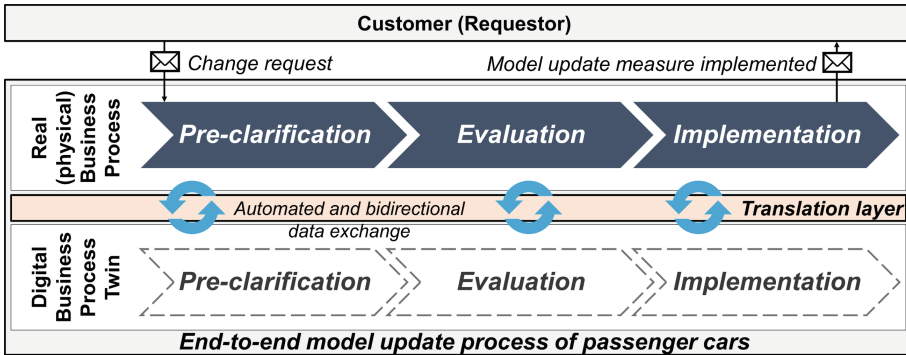 Customer (Requestor)
Change request
Model update measure implemented
Real
(physical)
Business
Process
Pre-clarification
Evaluation
Implementation
Automated and bidirectional
data exchange
Translation layer
Digital
Business
Process
Twin
Pre-clarification
Evaluation
Implementation
End-to-end model update process of passenger cars